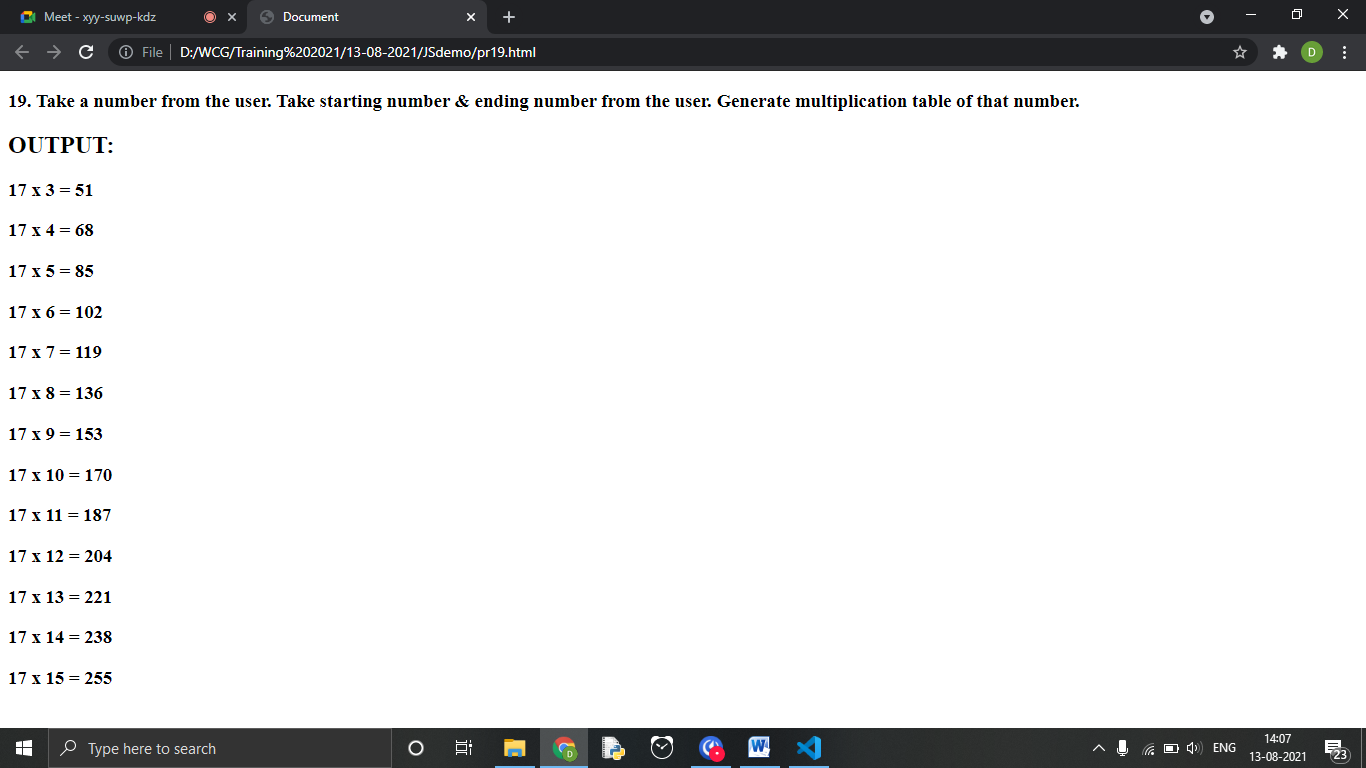 Meet - xyy-suwp-kdz
Document
File
D:/WCG/Training%202021/13-08-2021/JSdemo/pr19.html
D
19. Take a number from the user. Take starting number & ending number from the user. Generate multiplication table of that number.
OUTPUT:
17 x 3 = 51
17 x 4 = 68
17 x 5 = 85
17 x 6 = 102
17 x 7 = 119
17 x 8 = 136
17 x 9 = 153
17 x 10 = 170
17 x 11 = 187
17 x 12 = 204
17 x 13 = 221
17 x 14 = 238
17 x 15 = 255
Type here to search
D
W
ENG
14:07
13-08-2021
23